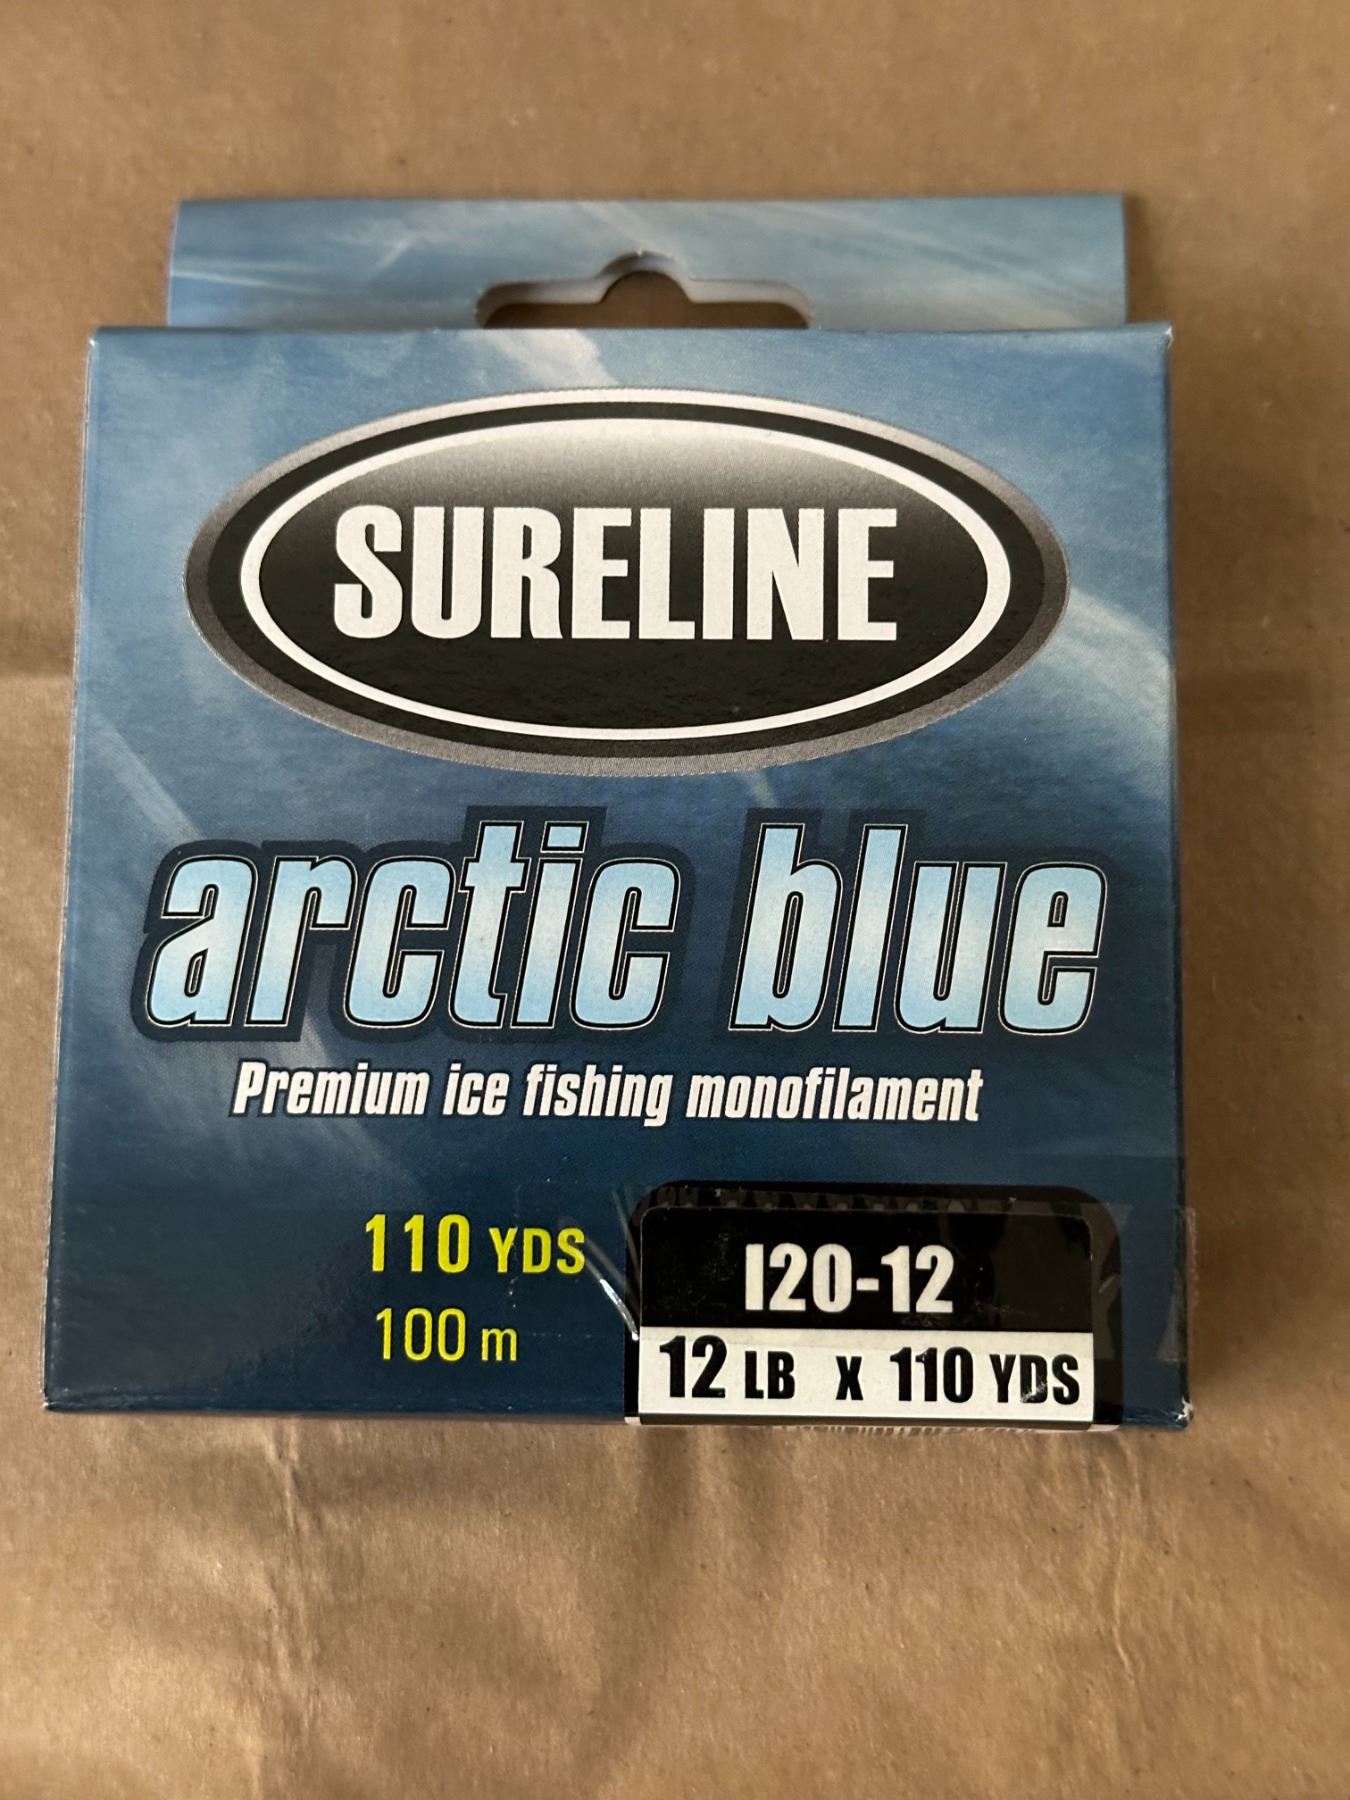 SURELINE
arctic blue
Premium ice fishing monofilament
110 YDS
100 m
I20-12
12 LB x 110 YDS